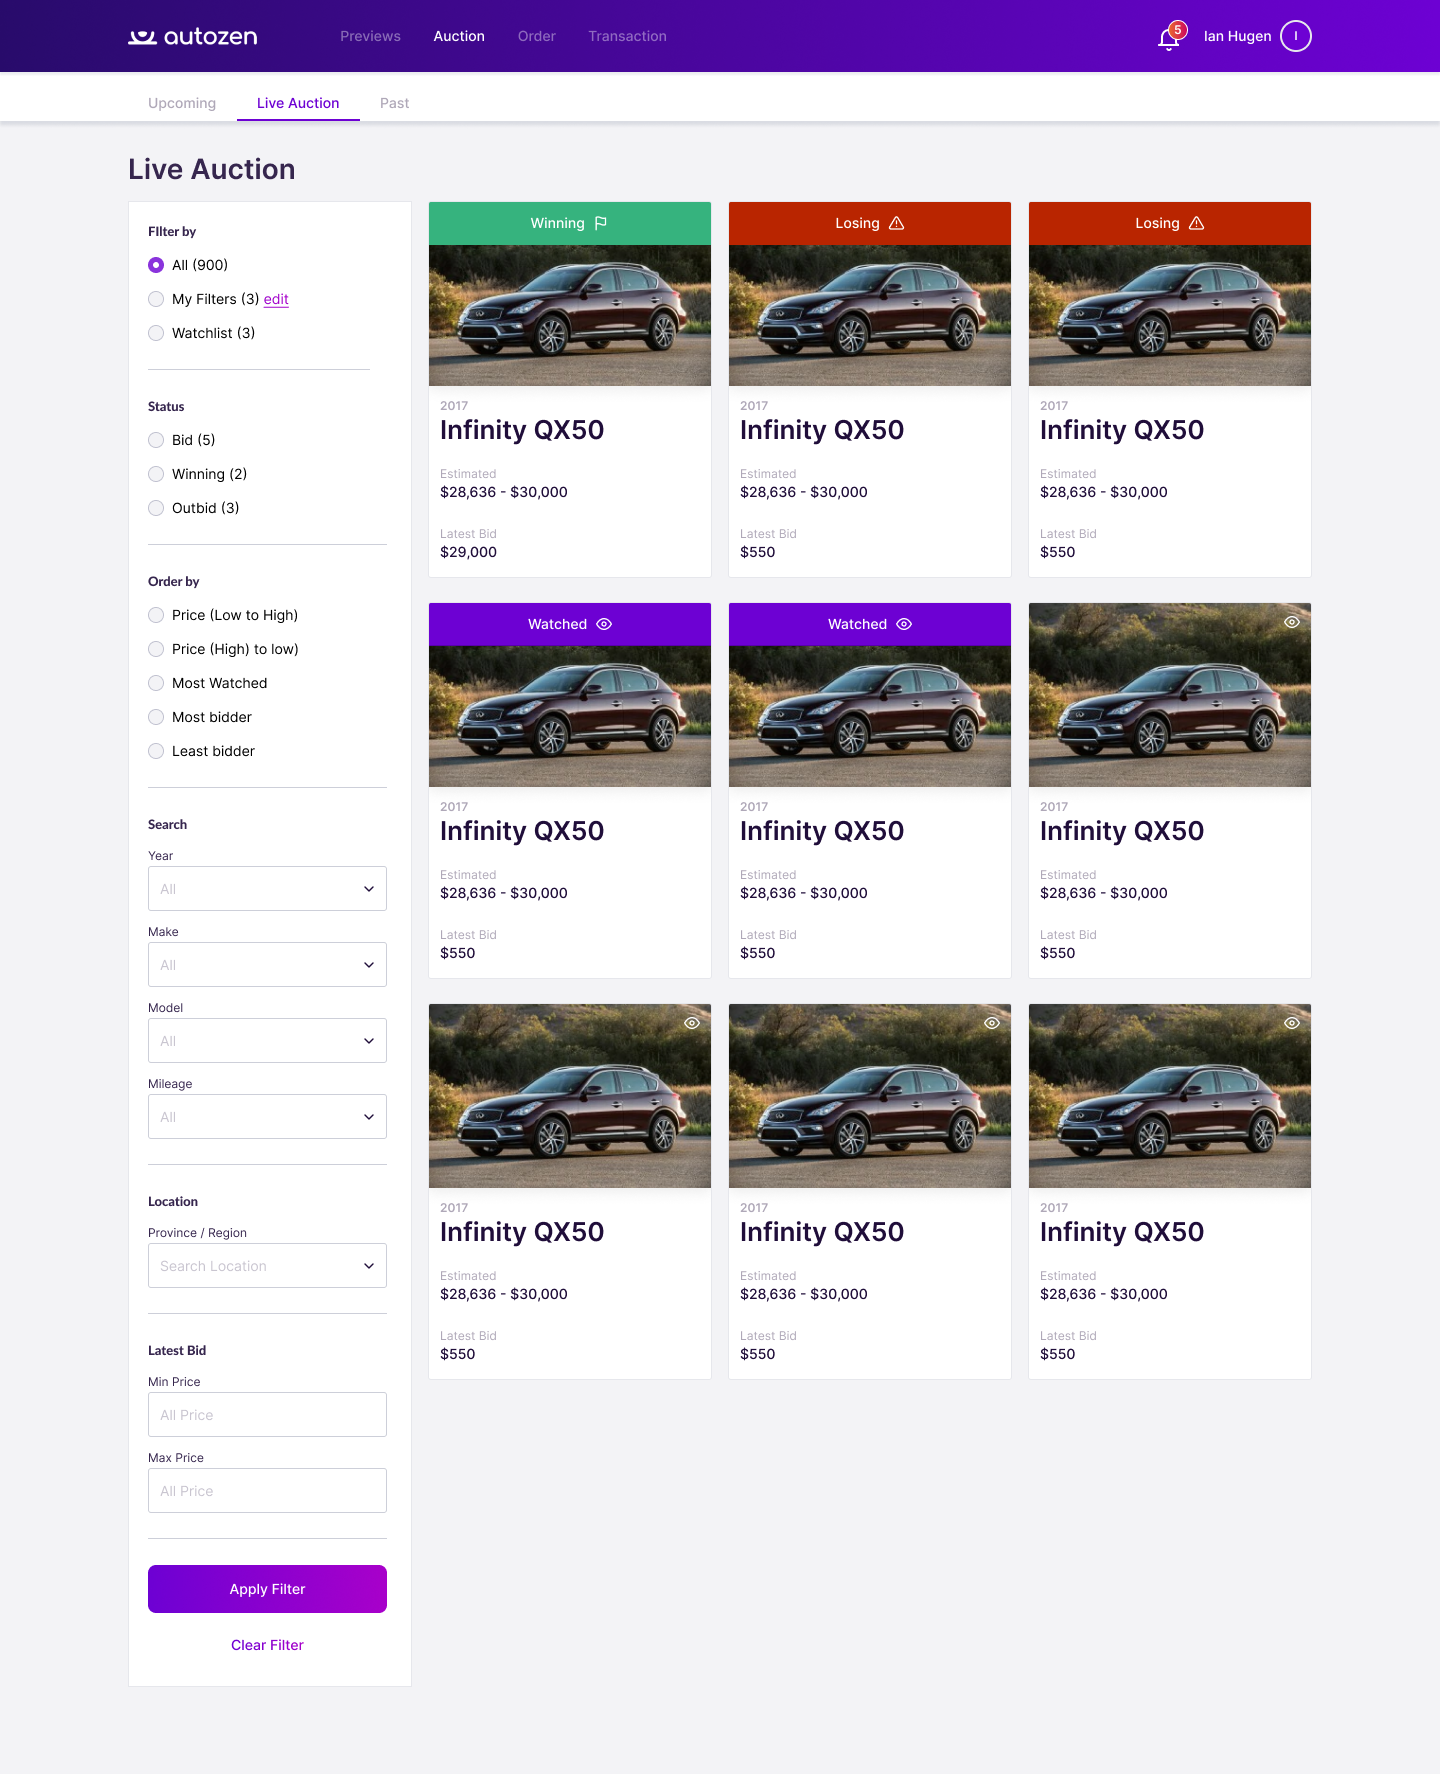 autozen
Previews Auction Order Transaction
5
Ian Hugen I
Upcoming Live Auction Past
Live Auction
FIlter by
All (900)
My Filters (3) edit
Watchlist (3)
Status
Bid (5)
Winning (2)
Outbid (3)
Order by
Price (Low to High)
Price (High) to low)
Most Watched
Most bidder
Least bidder
Search
Year
All
Make
All
Model
All
Mileage
All
Location
Province / Region
Search Location
Latest Bid
Min Price
All Price
Max Price
All Price
Apply Filter
Clear Filter
Winning
2017
Infinity QX50
Estimated
$28,636 - $30,000
Latest Bid
$29,000
Losing
2017
Infinity QX50
Estimated
$28,636 - $30,000
Latest Bid
$550
Losing
2017
Infinity QX50
Estimated
$28,636 - $30,000
Latest Bid
$550
Watched
2017
Infinity QX50
Estimated
$28,636 - $30,000
Latest Bid
$550
Watched
2017
Infinity QX50
Estimated
$28,636 - $30,000
Latest Bid
$550
2017
Infinity QX50
Estimated
$28,636 - $30,000
Latest Bid
$550
2017
Infinity QX50
Estimated
$28,636 - $30,000
Latest Bid
$550
2017
Infinity QX50
Estimated
$28,636 - $30,000
Latest Bid
$550
2017
Infinity QX50
Estimated
$28,636 - $30,000
Latest Bid
$550